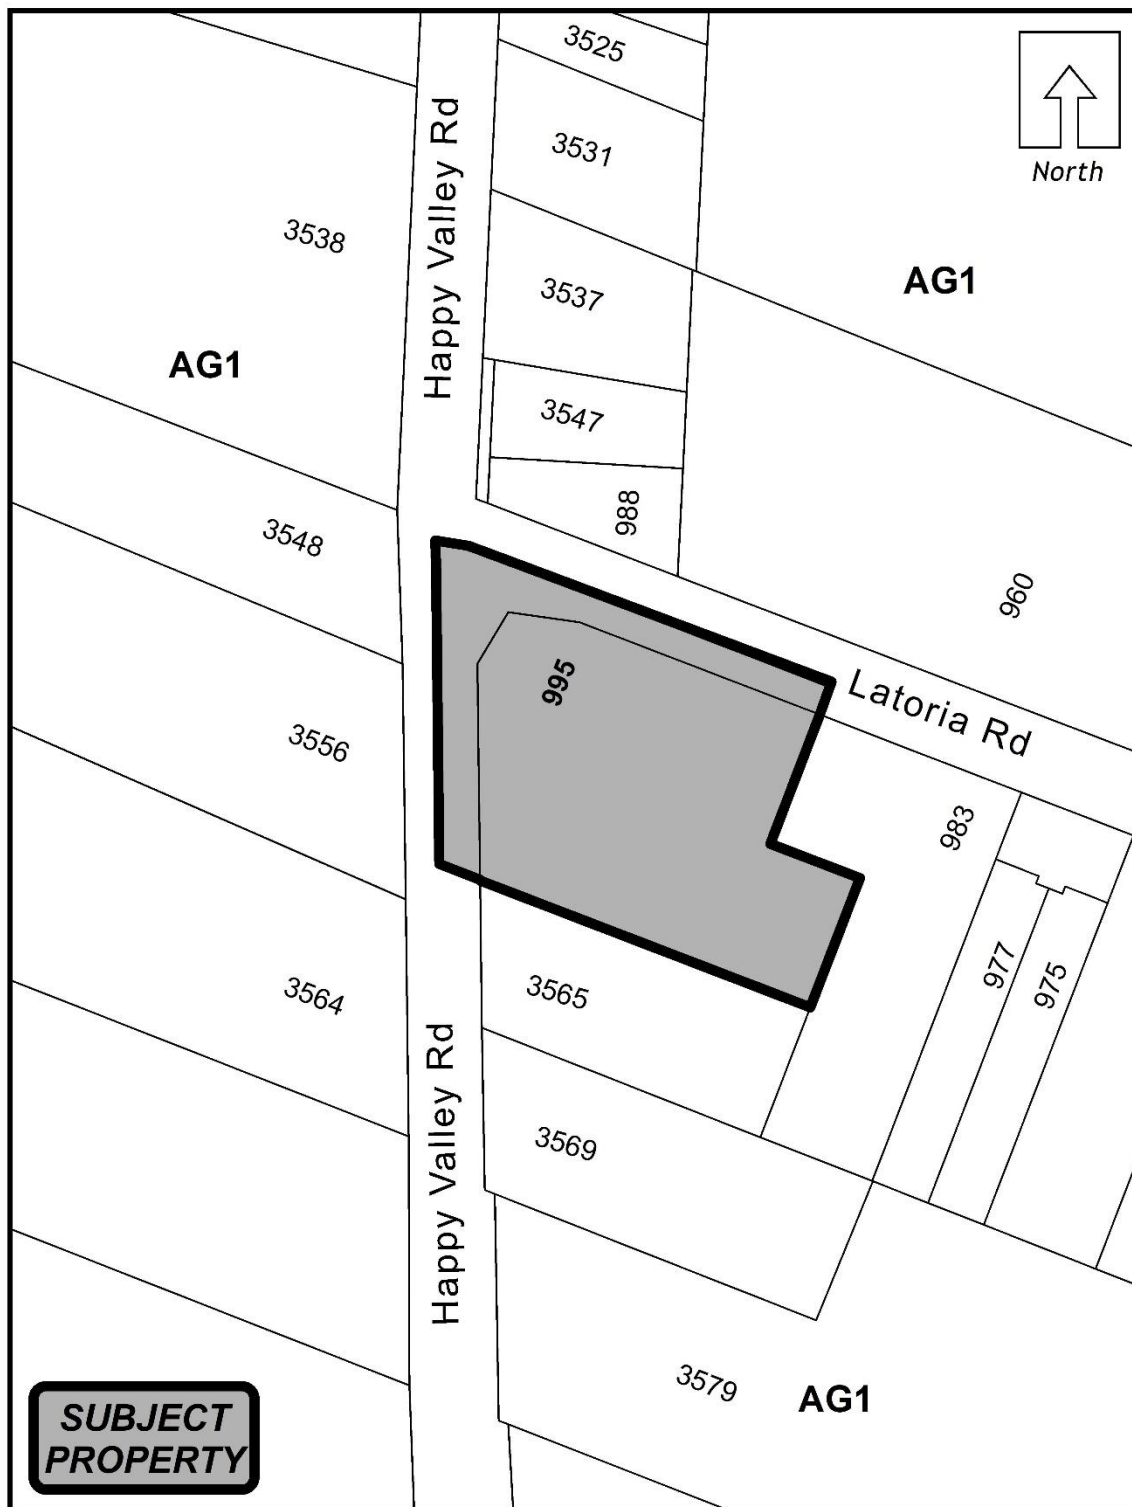 3525
Happy Valley Rd
3531
North
3538
AG1
3537
AG1
3547
988
3548
960
995
Latoria Rd
3556
983
977
975
3565
3564
Happy Valley Rd
3569
3579
AG1
SUBJECT
PROPERTY